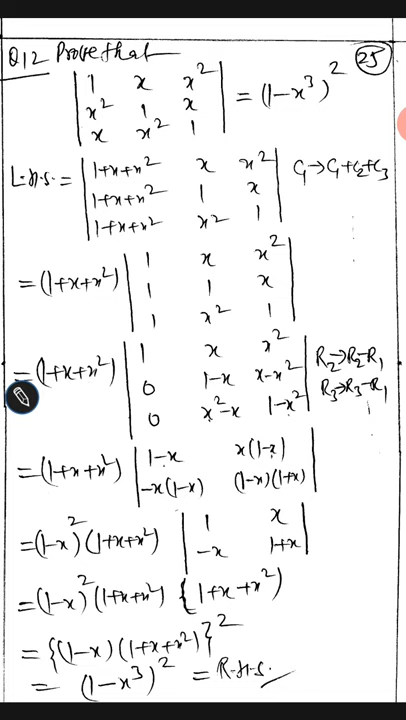 Q12 Prove that (25)
| 1 x x² |
| x² 1 x | = (1-x³)²
| x x² 1 |
L.H.S. = | 1+x+x² x x² | C₁→C₁+C₂+C₃
| 1+x+x² 1 x |
| 1+x+x² x² 1 |
= (1+x+x²) | 1 x x² |
| 1 1 x |
| 1 x² 1 |
= (1+x+x²) | 1 x x² |
| 0 1-x x-x² | R₂→R₂-R₁
| 0 x²-x 1-x² | R₃→R₃-R₁
= (1+x+x²) | 1-x x(1-x) |
| -x(1-x) (1-x)(1+x) |
= (1-x)² (1+x+x²) | 1 x |
| -x 1+x |
= (1-x)² (1+x+x²) {1+x+x²)
= {(1-x)(1+x+x²)}²
= (1-x³)² = R.H.S.